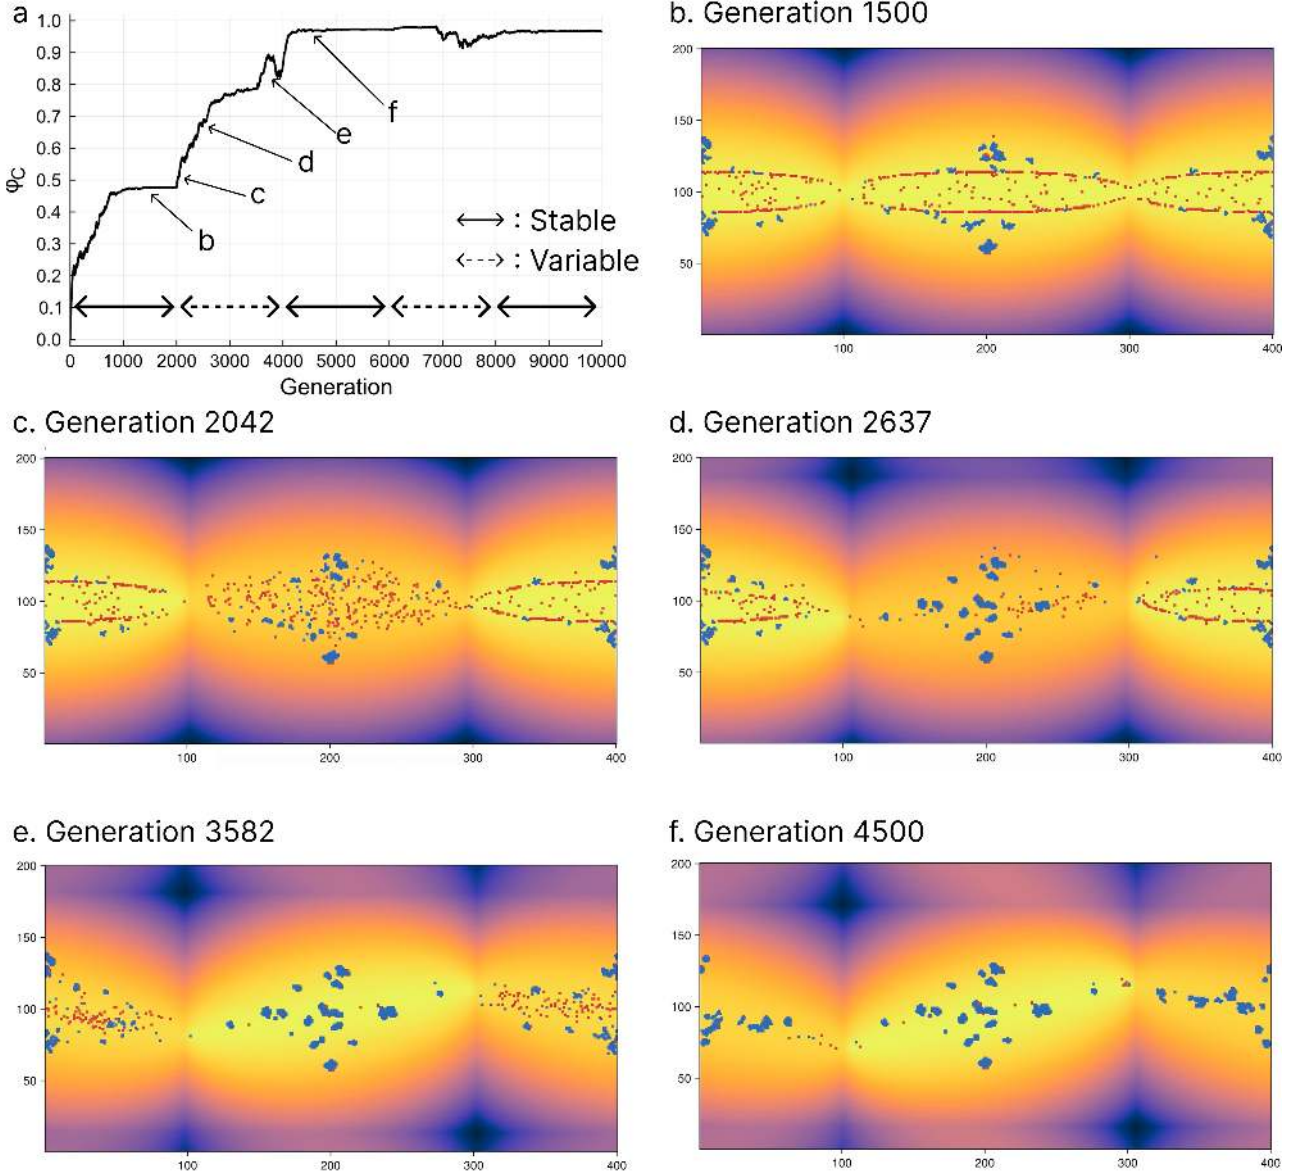 a
1.0
0.9
0.8
0.7
0.6
0.5
0.4
0.3
0.2
0.1
0.0
φC
b
c
d
e
f
: Stable
: Variable
0 1000 2000 3000 4000 5000 6000 7000 8000 9000 10000
Generation
b. Generation 1500
200
150
100
50
100 200 300 400
c. Generation 2042
200
150
100
50
100 200 300 400
d. Generation 2637
200
150
100
50
100 200 300 400
e. Generation 3582
200
150
100
50
100 200 300 400
f. Generation 4500
200
150
100
50
100 200 300 400